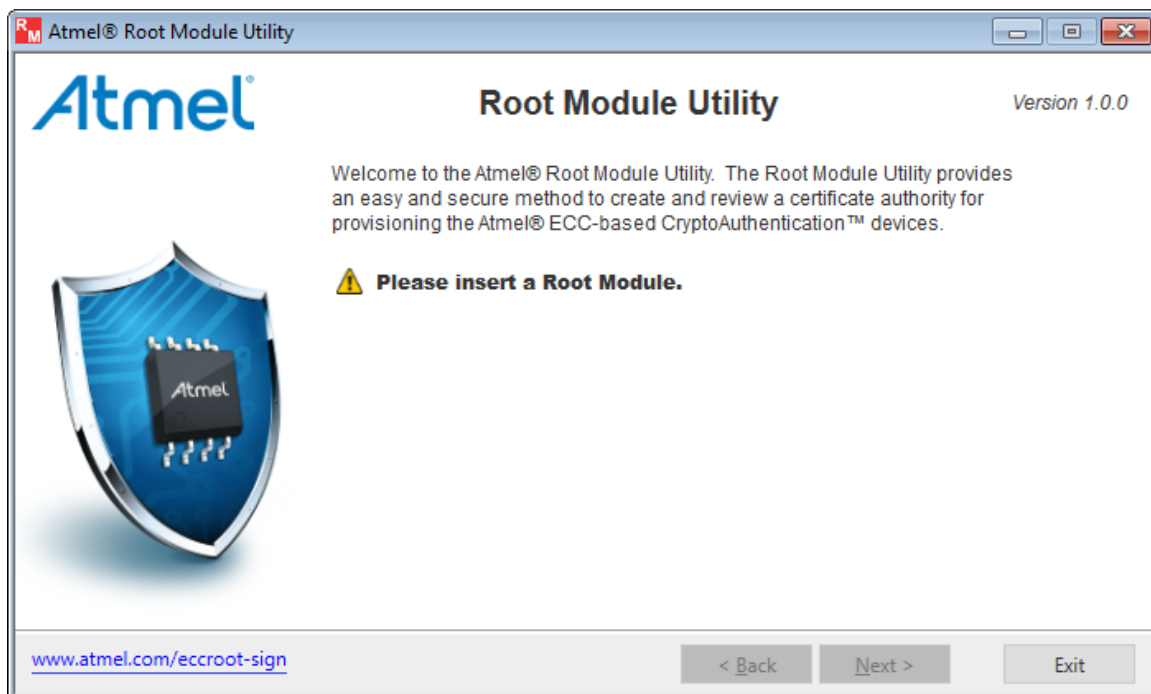 RM Atmel® Root Module Utility
Atmel®
Root Module Utility
Version 1.0.0
Welcome to the Atmel® Root Module Utility. The Root Module Utility provides
an easy and secure method to create and review a certificate authority for
provisioning the Atmel® ECC-based CryptoAuthentication™ devices.
Please insert a Root Module.
Atmel
www.atmel.com/eccroot-sign
< Back
Next >
Exit